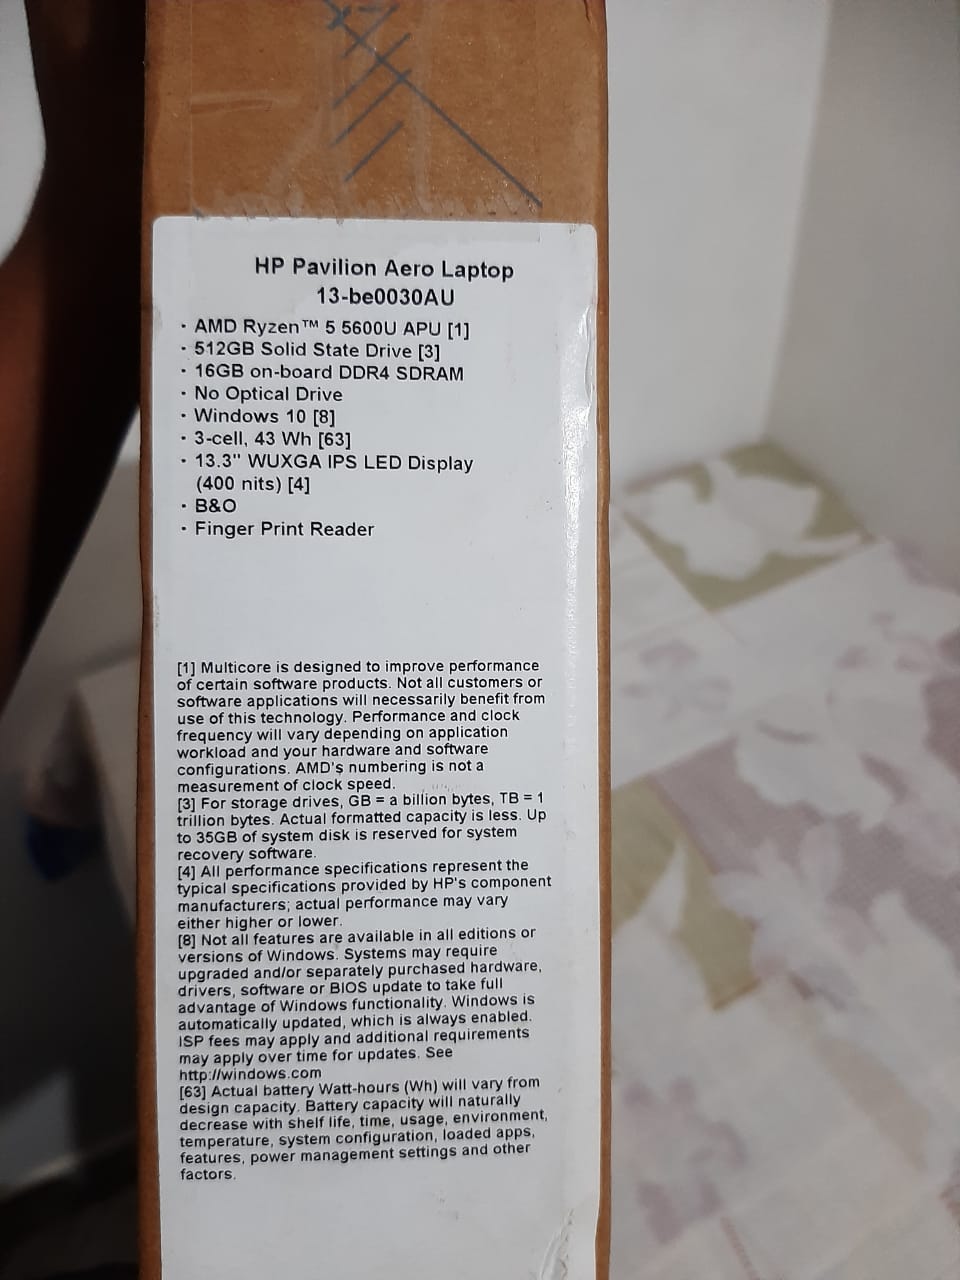 HP Pavilion Aero Laptop
13-be0030AU
· AMD Ryzen™ 5 5600U APU [1]
· 512GB Solid State Drive [3]
· 16GB on-board DDR4 SDRAM
· No Optical Drive
· Windows 10 [8]
· 3-cell, 43 Wh [63]
· 13.3" WUXGA IPS LED Display
(400 nits) [4]
· B&O
· Finger Print Reader
[1] Multicore is designed to improve performance
of certain software products. Not all customers or
software applications will necessarily benefit from
use of this technology. Performance and clock
frequency will vary depending on application
workload and your hardware and software
configurations. AMD's numbering is not a
measurement of clock speed.
[3] For storage drives, GB = a billion bytes, TB = 1
trillion bytes. Actual formatted capacity is less. Up
to 35GB of system disk is reserved for system
recovery software.
[4] All performance specifications represent the
typical specifications provided by HP's component
manufacturers; actual performance may vary
either higher or lower.
[8] Not all features are available in all editions or
versions of Windows. Systems may require
upgraded and/or separately purchased hardware,
drivers, software or BIOS update to take full
advantage of Windows functionality. Windows is
automatically updated, which is always enabled.
ISP fees may apply and additional requirements
may apply over time for updates. See
http://windows.com
[63] Actual battery Watt-hours (Wh) will vary from
design capacity. Battery capacity will naturally
decrease with shelf life, time, usage, environment,
temperature, system configuration, loaded apps,
features, power management settings and other
factors.